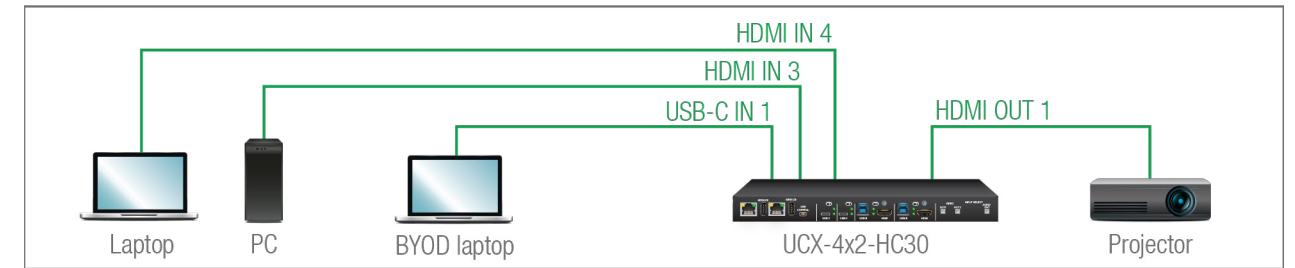 HDMI IN 4
HDMI IN 3
USB-C IN 1
HDMI OUT 1
Laptop
PC
BYOD laptop
UCX-4x2-HC30
Projector